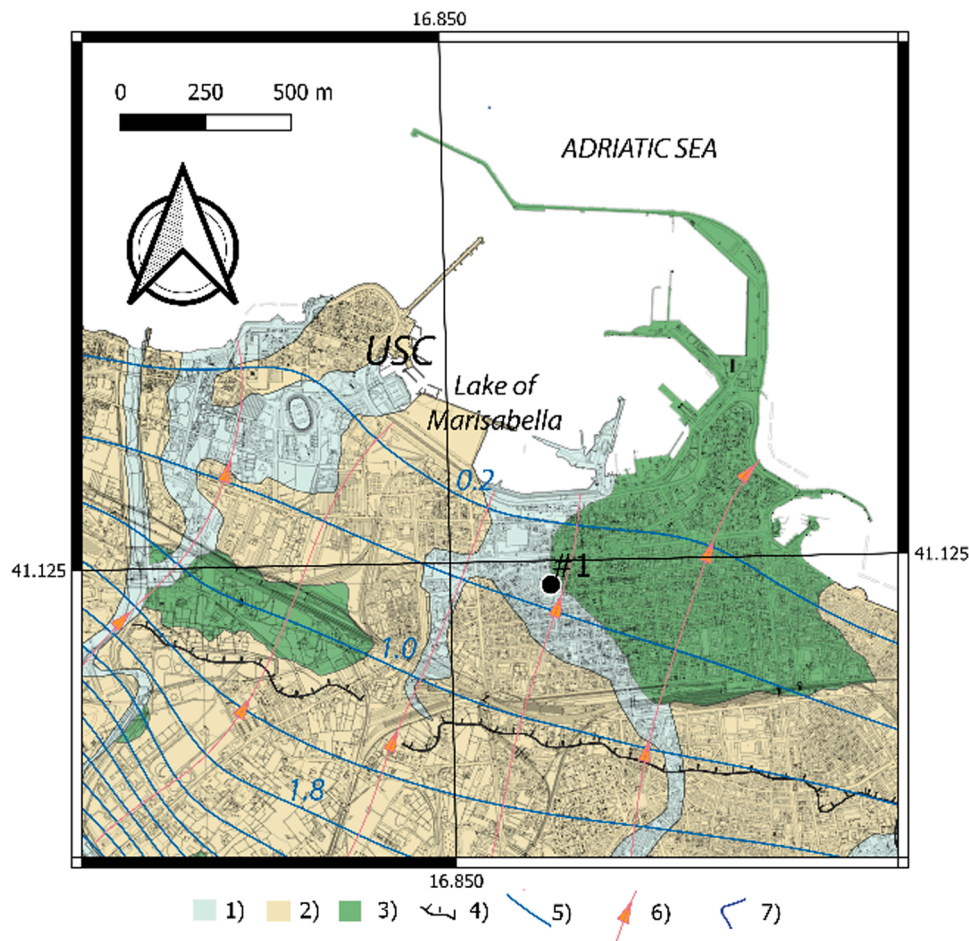 16.850
0 250 500 m
ADRIATIC SEA
USC
Lake of
Marisabella
0.2
#1
41.125
41.125
1.0
1.8
16.850
1) 2) 3) 4) 5) 6) 7)